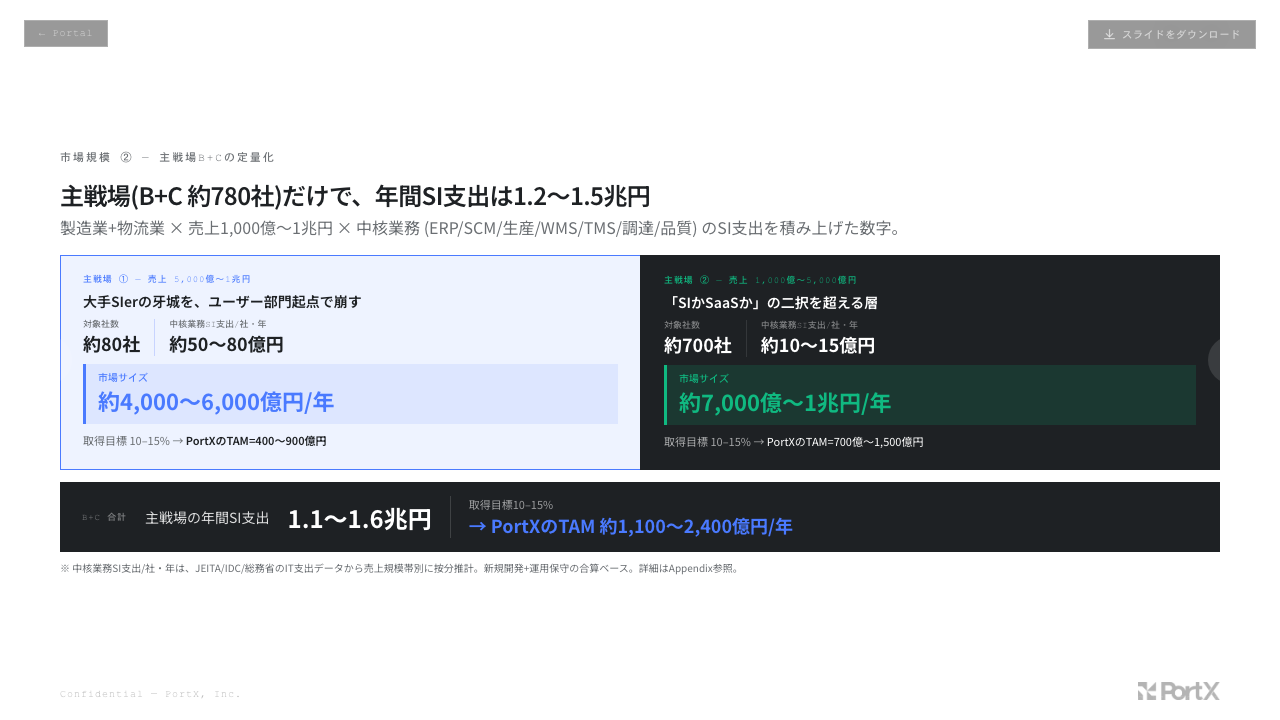 ← Portal
スライドをダウンロード
市場規模 ② — 主戦場B+Cの定量化
主戦場(B+C 約780社)だけで、年間SI支出は1.2〜1.5兆円
製造業+物流業 × 売上1,000億〜1兆円 × 中核業務 (ERP/SCM/生産/WMS/TMS/調達/品質) のSI支出を積み上げた数字。
主戦場 ① — 売上 5,000億〜1兆円
大手SIerの牙城を、ユーザー部門起点で崩す
対象社数
約80社
中核業務SI支出/社・年
約50〜80億円
市場サイズ
約4,000〜6,000億円/年
取得目標 10–15% → PortXのTAM=400〜900億円
主戦場 ② — 売上 1,000億〜5,000億円
「SIかSaaSか」の二択を超える層
対象社数
約700社
中核業務SI支出/社・年
約10〜15億円
市場サイズ
約7,000億〜1兆円/年
取得目標 10–15% → PortXのTAM=700億〜1,500億円
B+C 合計
主戦場の年間SI支出
1.1〜1.6兆円
取得目標10–15%
→ PortXのTAM 約1,100〜2,400億円/年
※ 中核業務SI支出/社・年は、JEITA/IDC/総務省のIT支出データから売上規模帯別に按分推計。新規開発+運用保守の合算ベース。詳細はAppendix参照。
Confidential — PortX, Inc.
PortX